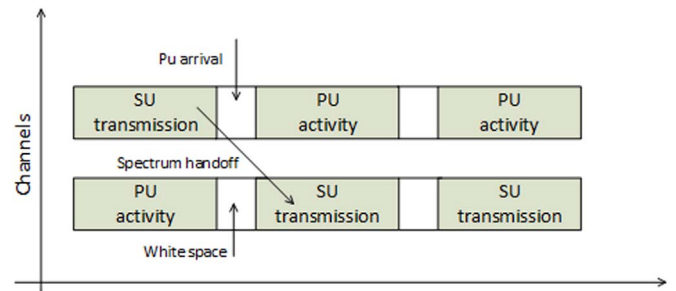 Pu arrival
SU
transmission
PU
activity
PU
activity
Spectrum handoff
Channels
PU
activity
SU
transmission
SU
transmission
White space